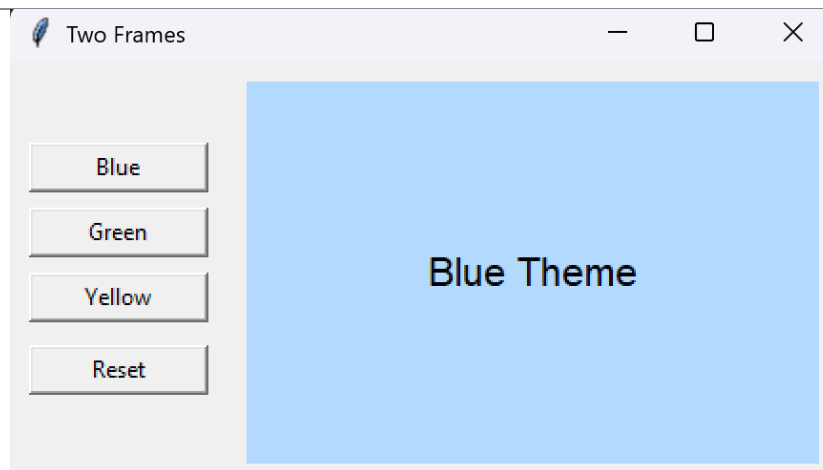 Two Frames
Blue
Green
Yellow
Reset
Blue Theme